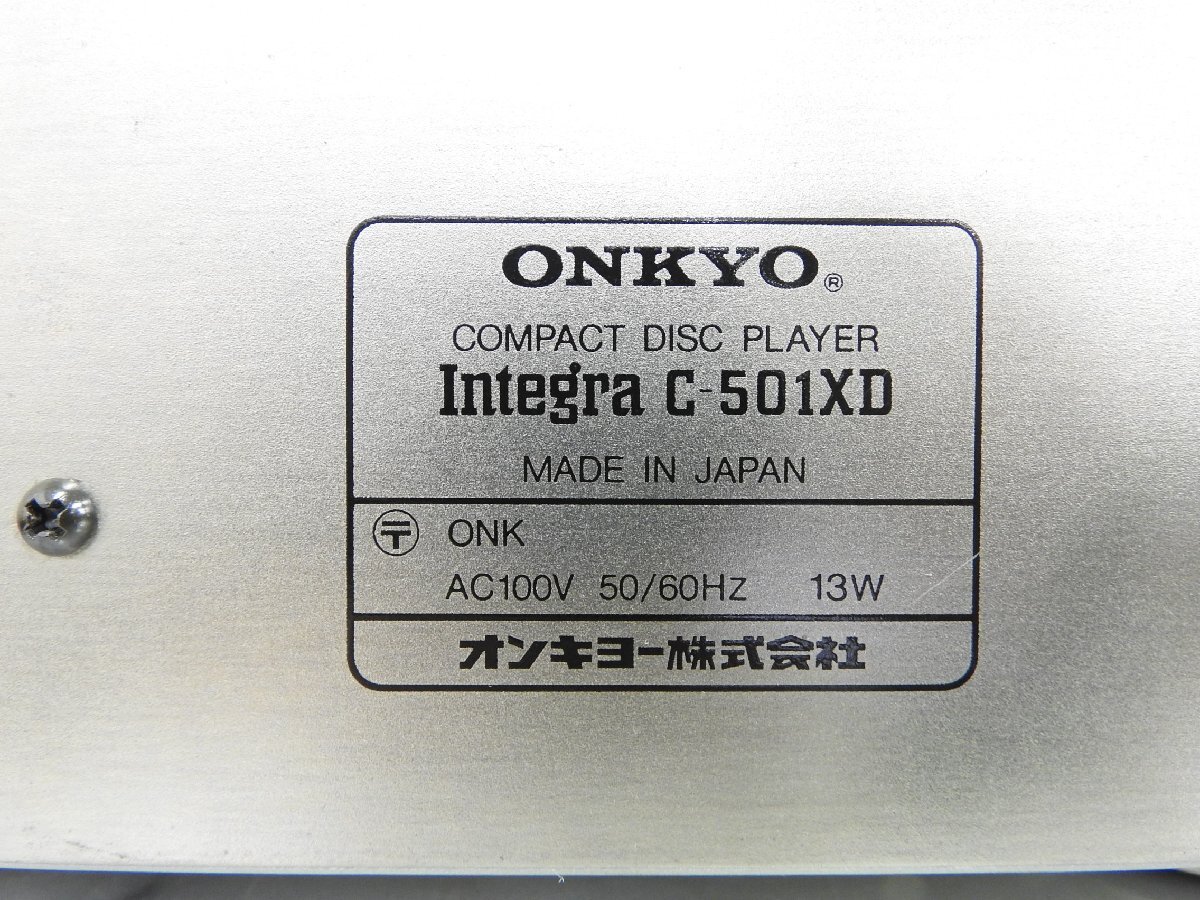 ONKYO®
COMPACT DISC PLAYER
Integra C-501XD
MADE IN JAPAN
〶 ONK
AC100V 50/60Hz 13W
オンキヨー株式会社